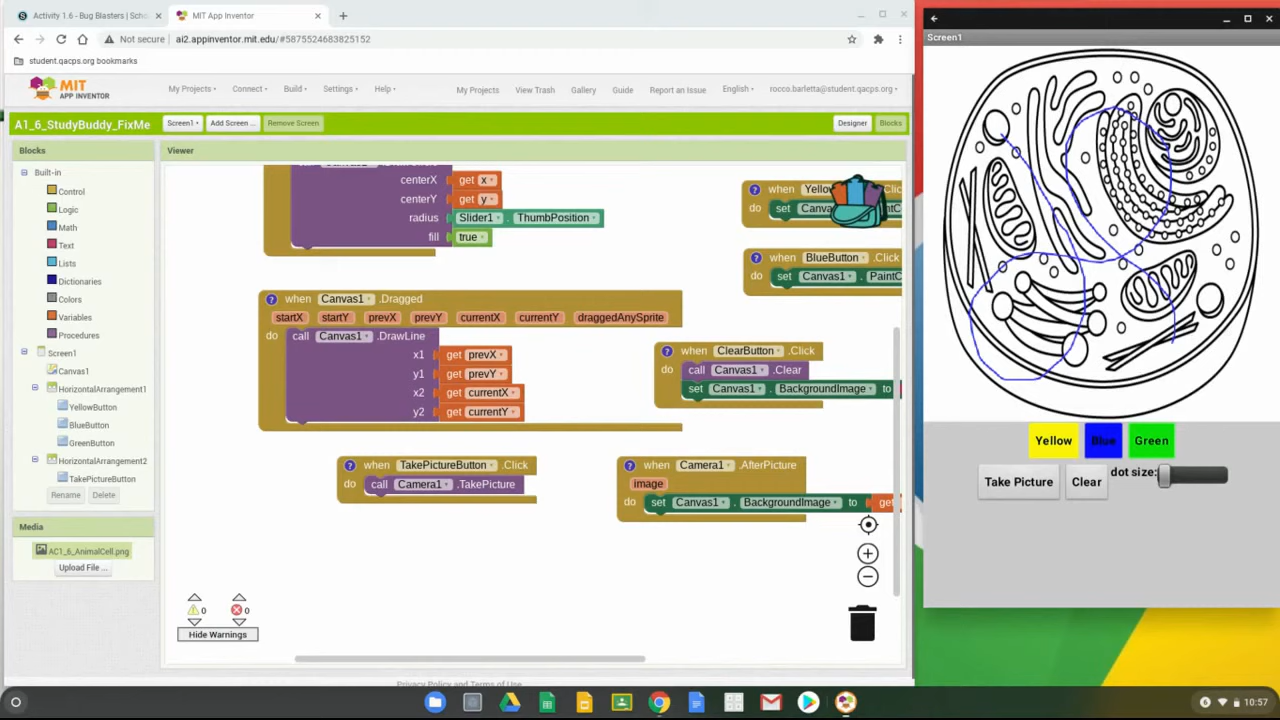 Activity 1.6 - Bug Blasters | Scho
MIT App Inventor
Not secure
ai2.appinventor.mit.edu/#5875524683825152
student.qacps.org bookmarks
MIT
APP INVENTOR
My Projects
Connect
Build
Settings
Help
My Projects
View Trash
Gallery
Guide
Report an Issue
English
rocco.barletta@qacps.org
A1_6_StudyBuddy_FixMe
Screen1
Add Screen ...
Remove Screen
Designer
Blocks
Blocks
Built-in
Control
Logic
Math
Text
Lists
Dictionaries
Colors
Variables
Procedures
Screen1
Canvas1
HorizontalArrangement1
YellowButton
BlueButton
GreenButton
HorizontalArrangement2
TakePictureButton
Rename
Delete
Media
AC1_6_AnimalCell.png
Upload File ...
Viewer
centerX get x
centerY get y
radius Slider1 . ThumbPosition
fill true
when Canvas1 .Dragged
startX startY prevX prevY currentX currentY draggedAnySprite
do call Canvas1 .DrawLine
x1 get prevX
y1 get prevY
x2 get currentX
y2 get currentY
when TakePictureButton .Click
do call Camera1 .TakePicture
when
do set
when BlueButton .Click
do set Canvas1 .
when ClearButton .Click
do call Canvas1 .Clear
set Canvas1 . BackgroundImage to
when Camera1 .AfterPicture
image
do set Canvas1 . BackgroundImage to get
0
0
Hide Warnings
Privacy Policy and Terms of Use
Screen1
Yellow
Blue
Green
Take Picture
Clear
dot size:
6
10:57